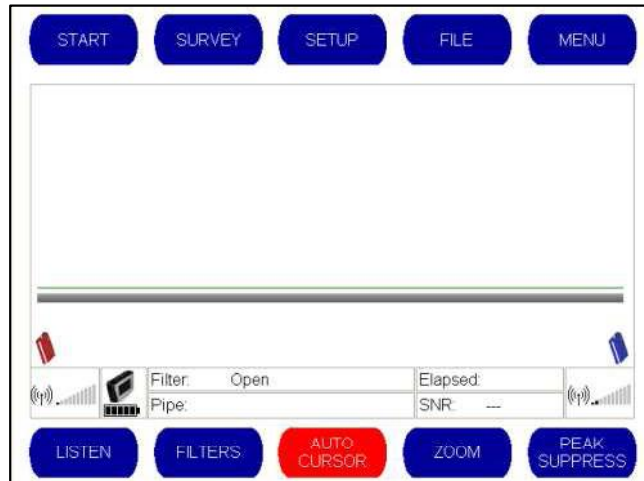 START SURVEY SETUP FILE MENU
Filter: Open Elapsed:
Pipe: SNR: ---
LISTEN FILTERS AUTO CURSOR ZOOM PEAK SUPPRESS